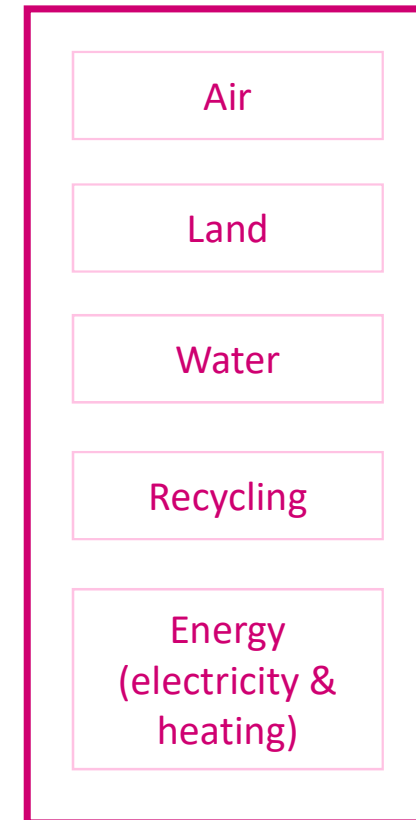 Air
Land
Water
Recycling
Energy
(electricity &
heating)